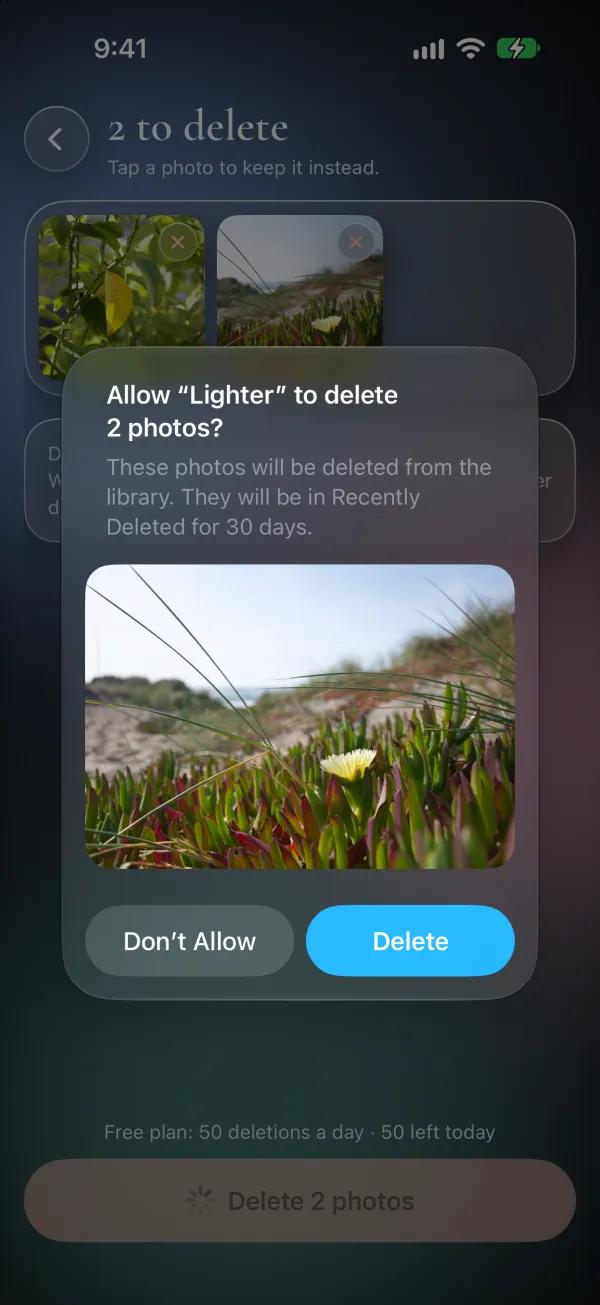 9:41
2 to delete
Tap a photo to keep it instead.
Allow “Lighter” to delete
2 photos?
These photos will be deleted from the
library. They will be in Recently
Deleted for 30 days.
Don’t Allow
Delete
Free plan: 50 deletions a day · 50 left today
Delete 2 photos